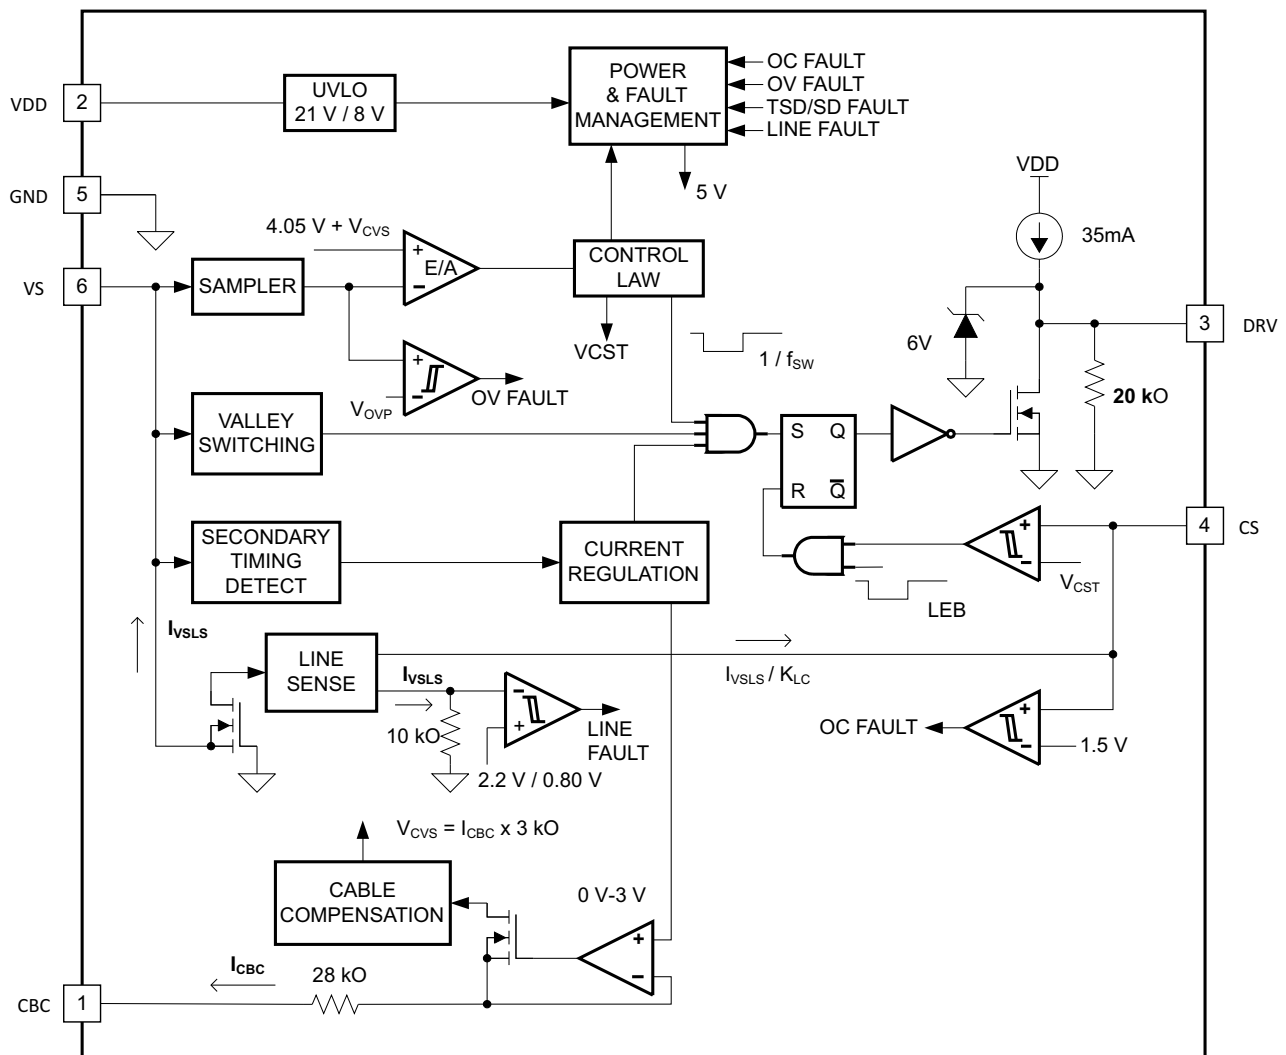 VDD
2
UVLO
21 V / 8 V
POWER
& FAULT
MANAGEMENT
OC FAULT
OV FAULT
TSD/SD FAULT
LINE FAULT
5 V
GND
5
VDD
35mA
4.05 V + VCVS
+
E/A
−
CONTROL
LAW
VS
6
SAMPLER
VCST
1 / fSW
6V
3
DRV
20 kO
+
−
VOVP
OV FAULT
VALLEY
SWITCHING
S Q
R Q̅
SECONDARY
TIMING
DETECT
CURRENT
REGULATION
+
−
VCST
4
CS
LEB
IVSLS
LINE
SENSE
IVSLS
10 kO
−
+
LINE
FAULT
2.2 V / 0.80 V
IVSLS / KLC
OC FAULT
+
−
1.5 V
VCVS = ICBC x 3 kO
CABLE
COMPENSATION
0 V-3 V
+
−
ICBC
28 kO
CBC
1